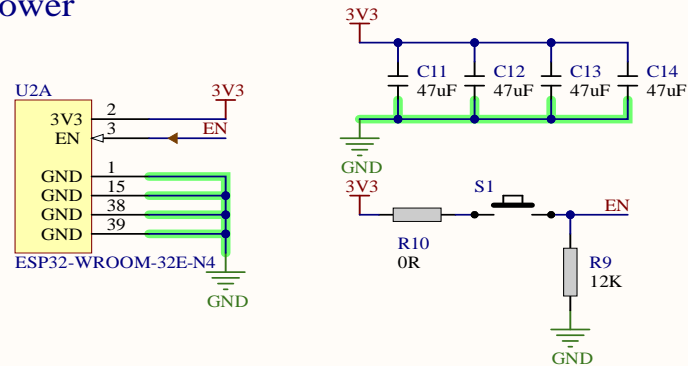 ower
U2A
3V3
2
3V3
EN
3
EN
GND
1
GND
15
GND
38
GND
39
ESP32-WROOM-32E-N4
GND
3V3
C11
47uF
C12
47uF
C13
47uF
C14
47uF
GND
3V3
S1
EN
R10
0R
R9
12K
GND